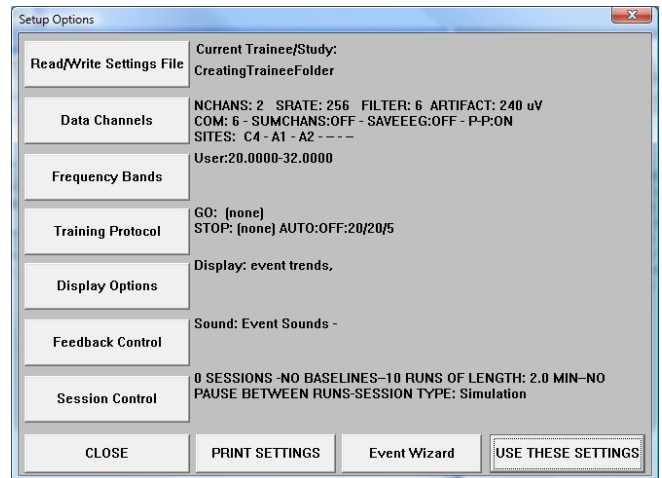 Setup Options
Read/Write Settings File
Current Trainee/Study:
CreatingTraineeFolder
Data Channels
NCHANS: 2 SRATE: 256 FILTER: 6 ARTIFACT: 240 uV
COM: 6 - SUMCHANS:OFF - SAVEEEG:OFF - P-P:ON
SITES: C4 - A1 - A2 - -- - --
Frequency Bands
User:20.0000-32.0000
Training Protocol
GO: (none)
STOP: (none) AUTO:OFF:20/20/5
Display Options
Display: event trends,
Feedback Control
Sound: Event Sounds -
Session Control
0 SESSIONS -NO BASELINES--10 RUNS OF LENGTH: 2.0 MIN--NO
PAUSE BETWEEN RUNS-SESSION TYPE: Simulation
CLOSE
PRINT SETTINGS
Event Wizard
USE THESE SETTINGS